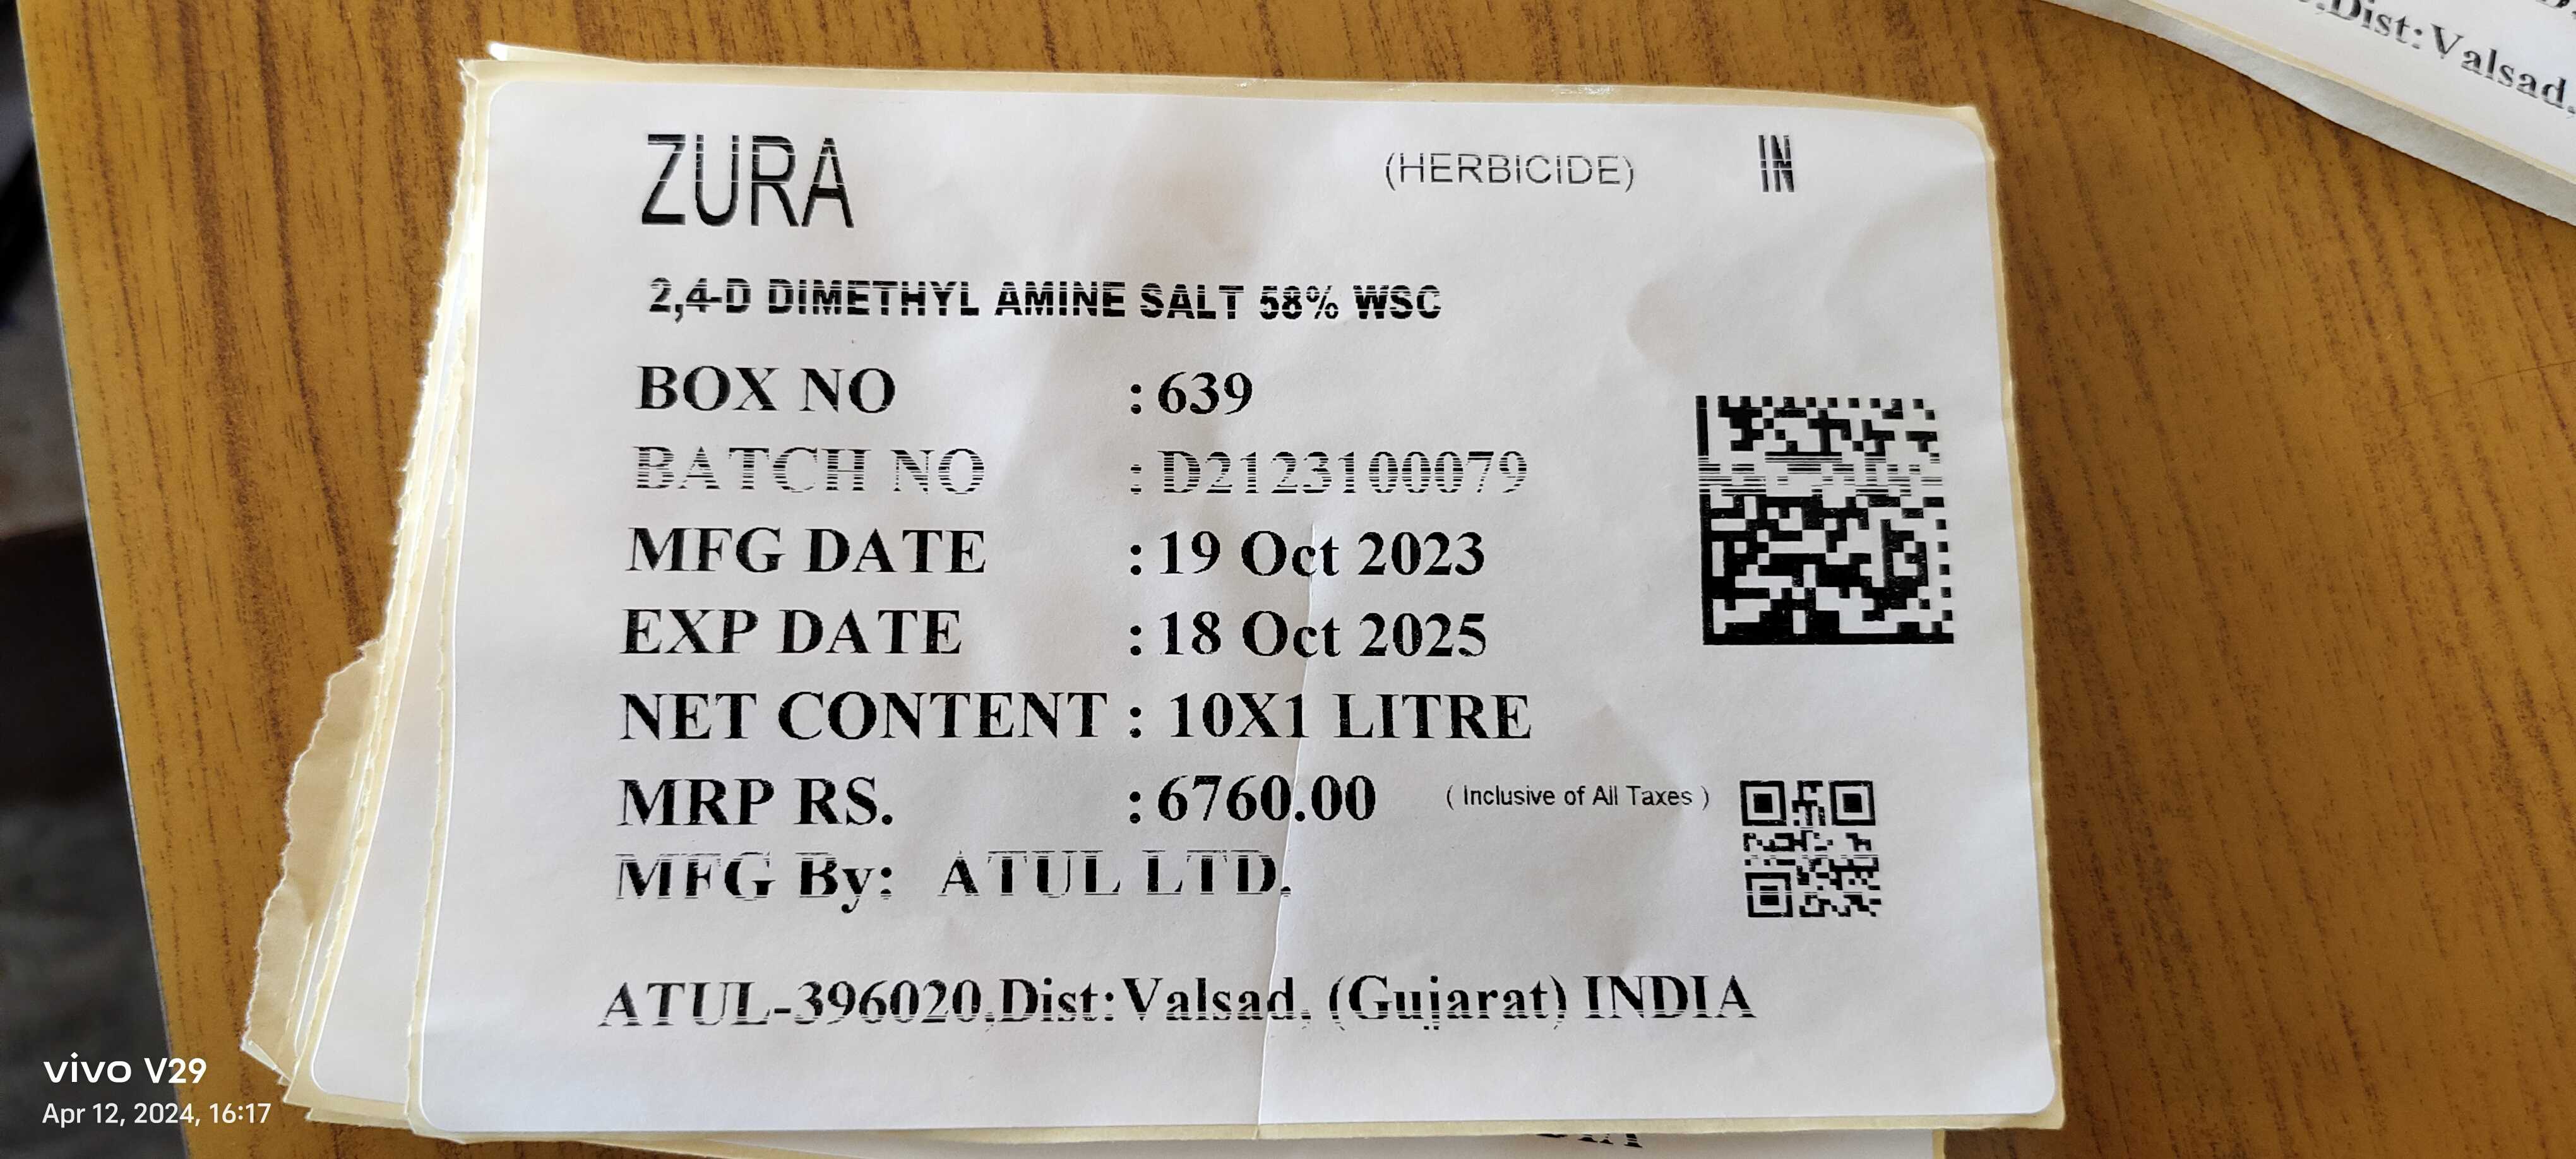 ZURA (HERBICIDE) IN
2,4-D DIMETHYL AMINE SALT 58% WSC
BOX NO : 639
BATCH NO : D2123100079
MFG DATE : 19 Oct 2023
EXP DATE : 18 Oct 2025
NET CONTENT : 10X1 LITRE
MRP RS. : 6760.00 ( Inclusive of All Taxes )
MFG By: ATUL LTD.
ATUL-396020,Dist:Valsad, (Gujarat) INDIA
Dist:Valsad,
vivo V29
Apr 12, 2024, 16:17